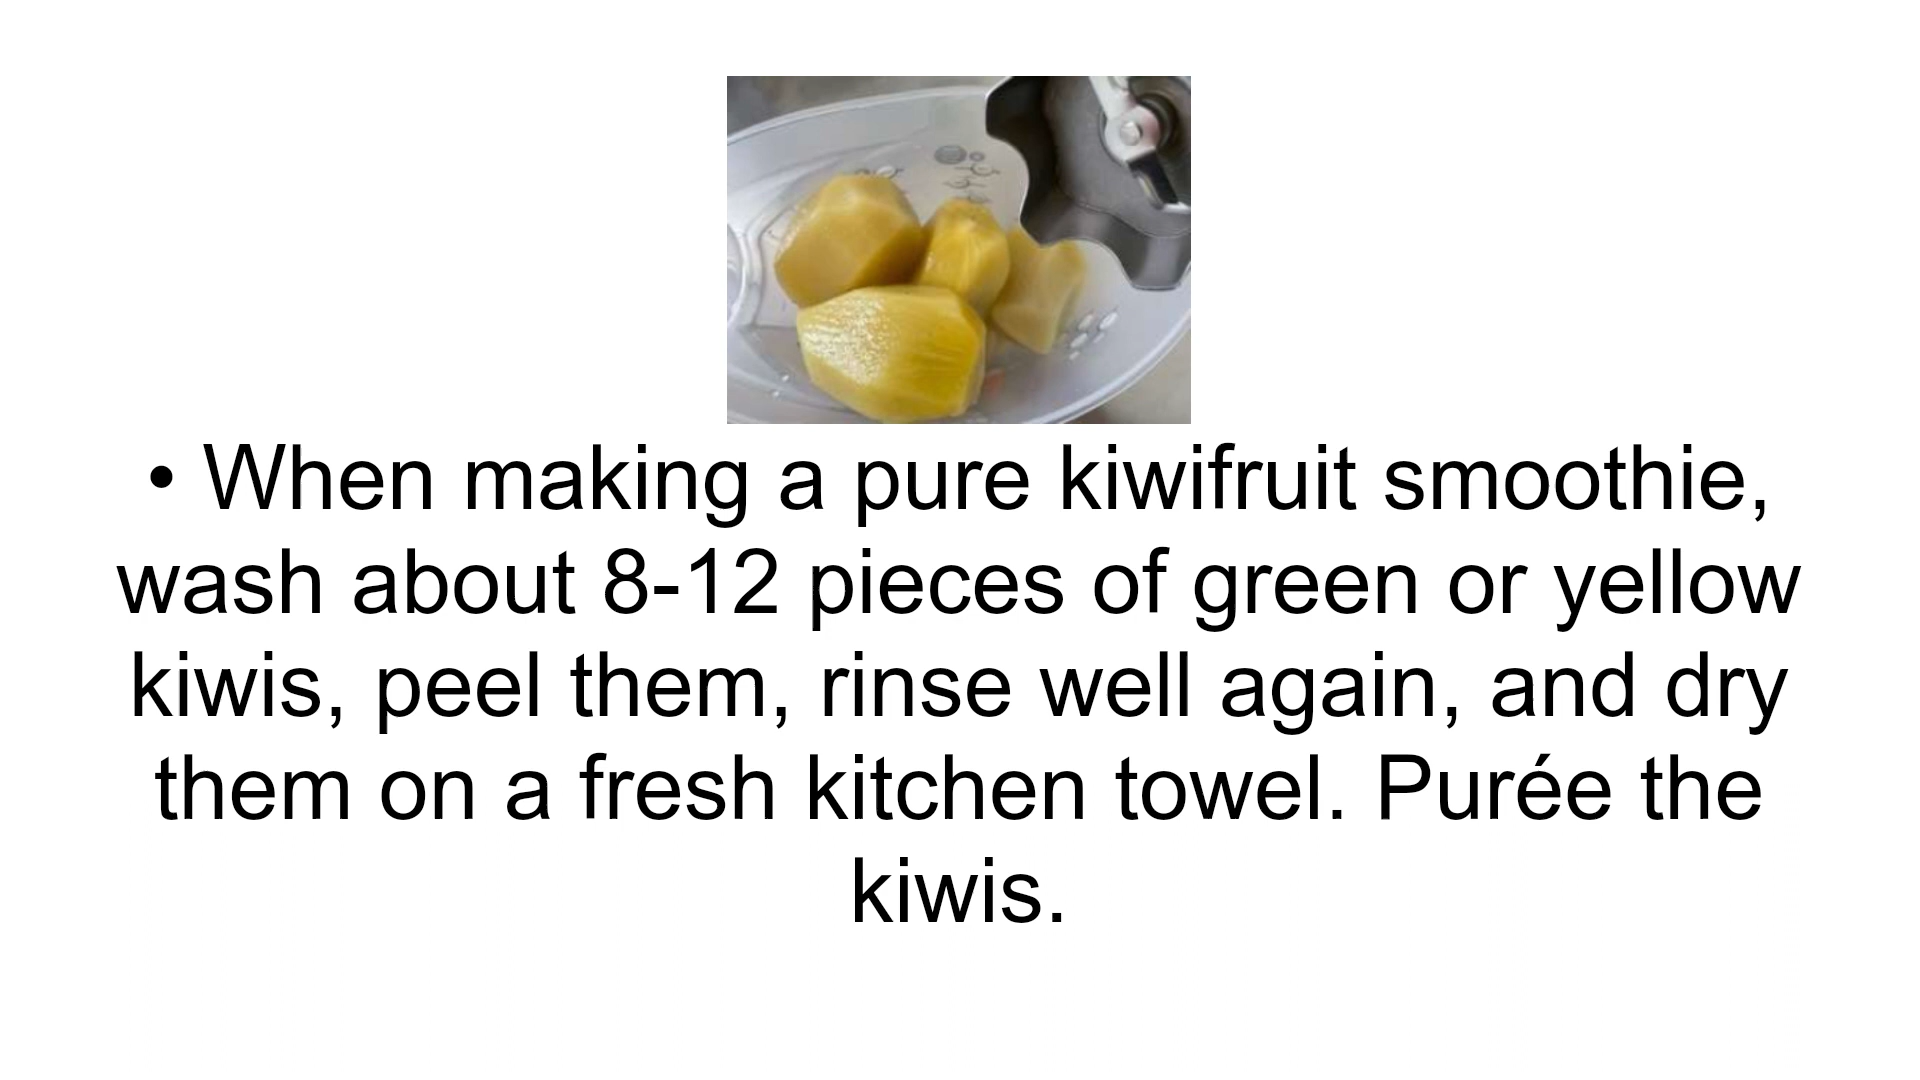 • When making a pure kiwifruit smoothie,
wash about 8-12 pieces of green or yellow
kiwis, peel them, rinse well again, and dry
them on a fresh kitchen towel. Purée the
kiwis.